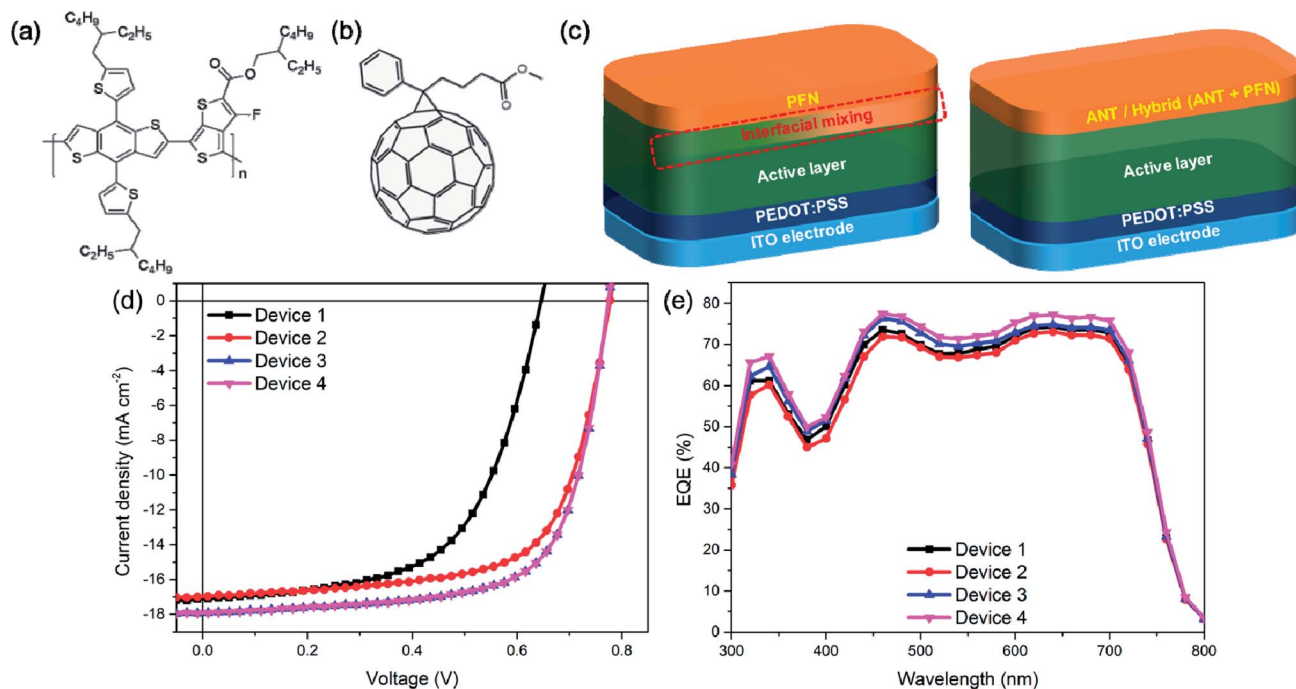 (a)
C4H9
C2H5
S
S
S
S
O
O
C4H9
C2H5
S
F
S
n
C2H5
C4H9
(b)
O
O
(c)
PFN
Interfacial mixing
Active layer
PEDOT:PSS
ITO electrode
ANT / Hybrid (ANT + PFN)
Active layer
PEDOT:PSS
ITO electrode
(d)
Current density (mA cm-2)
0
-2
-4
-6
-8
-10
-12
-14
-16
-18
Device 1
Device 2
Device 3
Device 4
0.0 0.2 0.4 0.6 0.8
Voltage (V)
(e)
EQE (%)
80
70
60
50
40
30
20
10
0
Device 1
Device 2
Device 3
Device 4
300 400 500 600 700 800
Wavelength (nm)